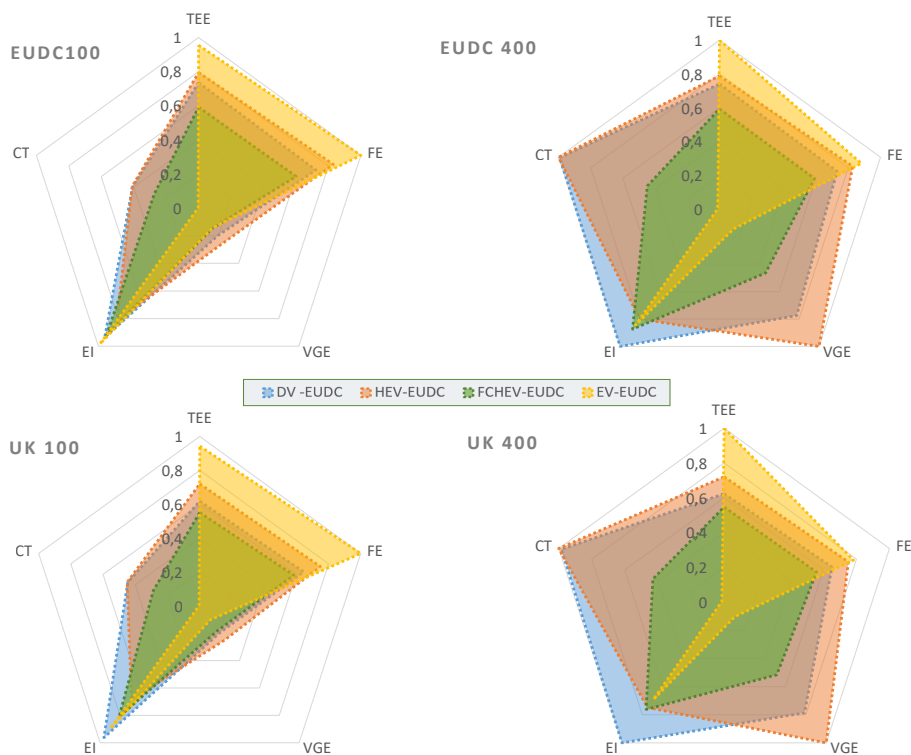 TEE
EUDC100
1
0,8
0,6
0,4
0,2
0
CT
FE
EI
VGE
TEE
EUDC 400
1
0,8
0,6
0,4
0,2
0
CT
FE
EI
VGE
DV -EUDC HEV-EUDC FCHEV-EUDC EV-EUDC
TEE
UK 100
1
0,8
0,6
0,4
0,2
0
CT
FE
EI
VGE
TEE
UK 400
1
0,8
0,6
0,4
0,2
0
CT
FE
EI
VGE